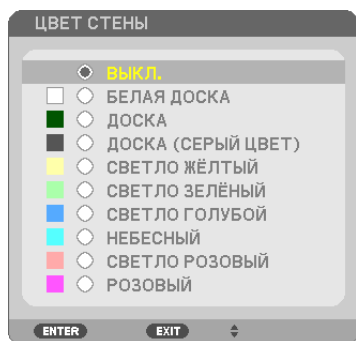 ЦВЕТ СТЕНЫ
ВЫКЛ.
БЕЛАЯ ДОСКА
ДОСКА
ДОСКА (СЕРЫЙ ЦВЕТ)
СВЕТЛО ЖЁЛТЫЙ
СВЕТЛО ЗЕЛЁНЫЙ
СВЕТЛО ГОЛУБОЙ
НЕБЕСНЫЙ
СВЕТЛО РОЗОВЫЙ
РОЗОВЫЙ
ENTER EXIT